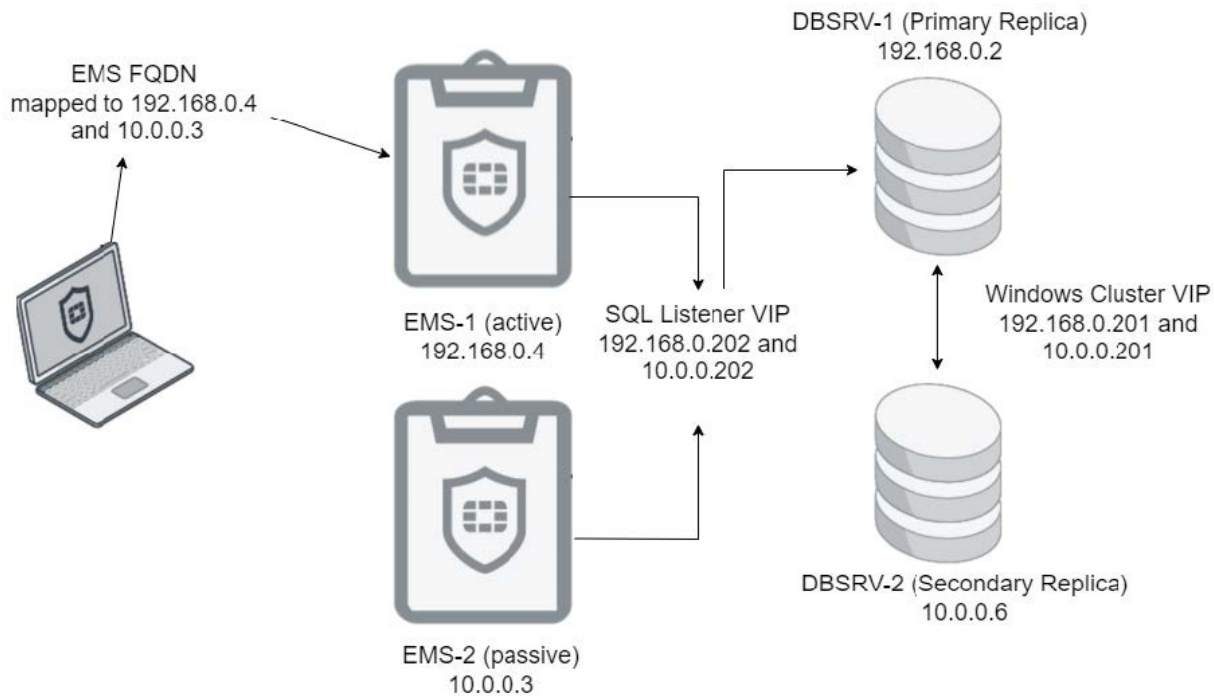 EMS FQDN
mapped to 192.168.0.4
and 10.0.0.3
EMS-1 (active)
192.168.0.4
EMS-2 (passive)
10.0.0.3
SQL Listener VIP
192.168.0.202 and
10.0.0.202
DBSRV-1 (Primary Replica)
192.168.0.2
Windows Cluster VIP
192.168.0.201 and
10.0.0.201
DBSRV-2 (Secondary Replica)
10.0.0.6